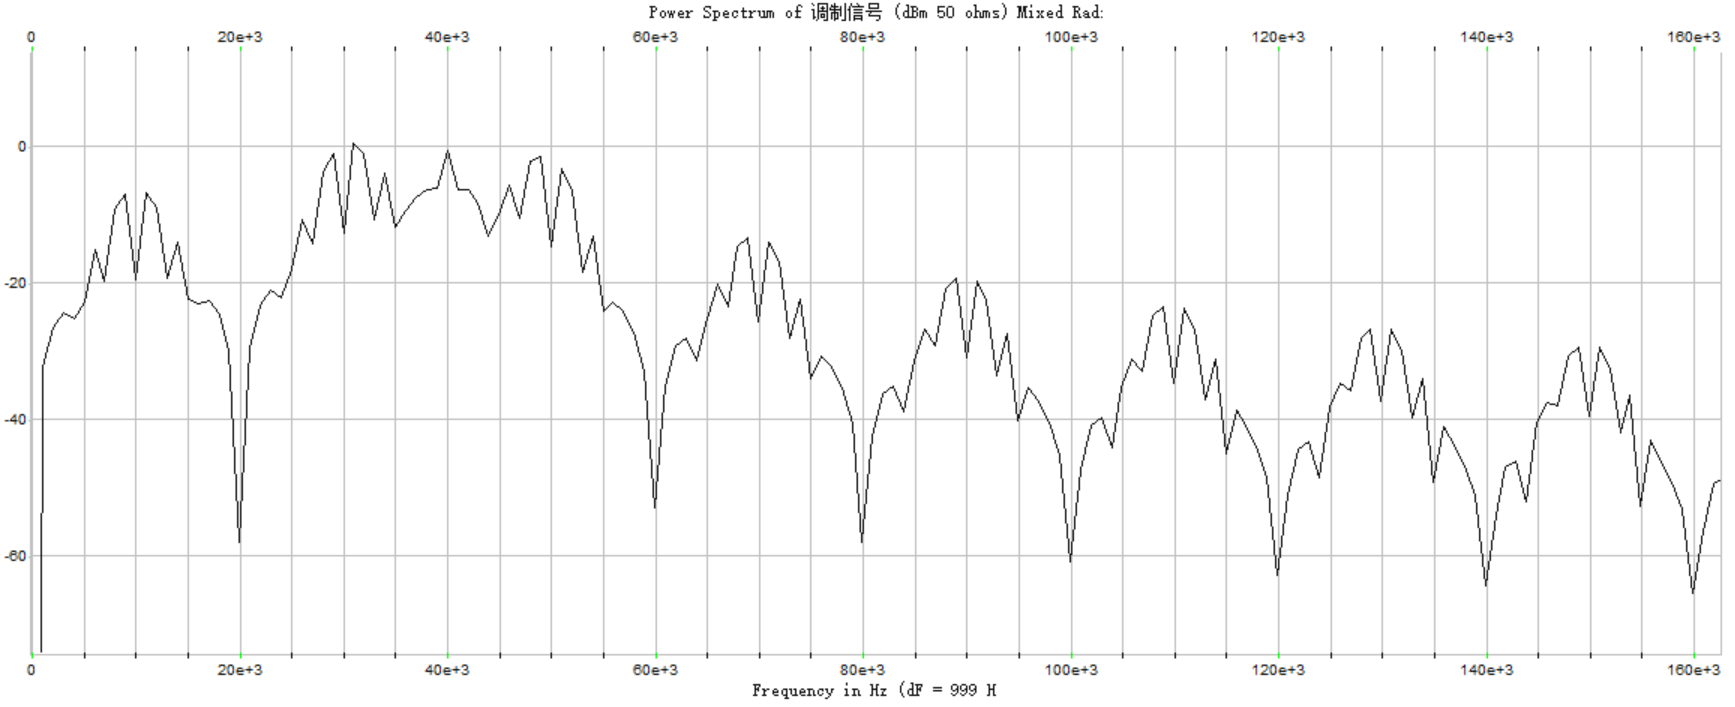 Power Spectrum of 调制信号 (dBm 50 ohms) Mixed Rad:
0 20e+3 40e+3 60e+3 80e+3 100e+3 120e+3 140e+3 160e+3
0
-20
-40
-60
0 20e+3 40e+3 60e+3 80e+3 100e+3 120e+3 140e+3 160e+3
Frequency in Hz (dF = 999 H